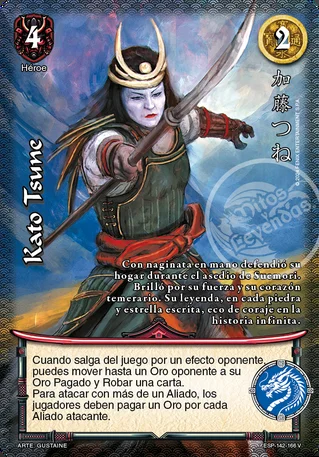 4
2
Héroe
加藤つね
Kato Tsune
Con naginata en mano defendió su
hogar durante el asedio de Suemori.
Brilló por su fuerza y su corazón
temerario. Su leyenda, en cada piedra
y estrella escrita, eco de coraje en la
historia infinita.
Cuando salga del juego por un efecto oponente,
puedes mover hasta un Oro oponente a su
Oro Pagado y Robar una carta.
Para atacar con más de un Aliado, los
jugadores deben pagar un Oro por cada
Aliado atacante.
ARTE: GUSTAINE
ESP-142-166 V